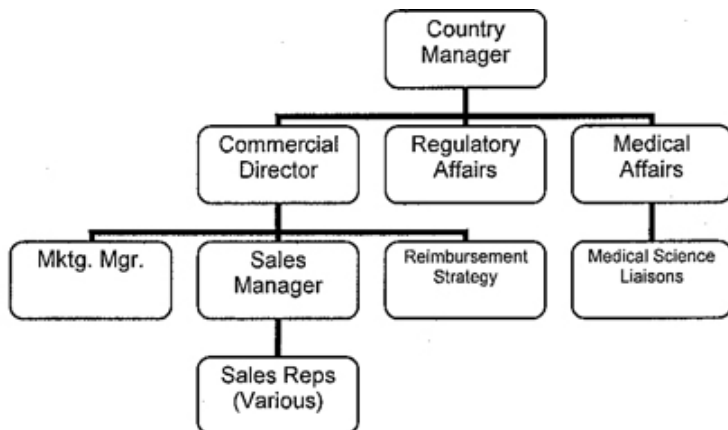 Country
Manager
Commercial
Director
Regulatory
Affairs
Medical
Affairs
Mktg. Mgr.
Sales
Manager
Reimbursement
Strategy
Medical Science
Liaisons
Sales Reps
(Various)